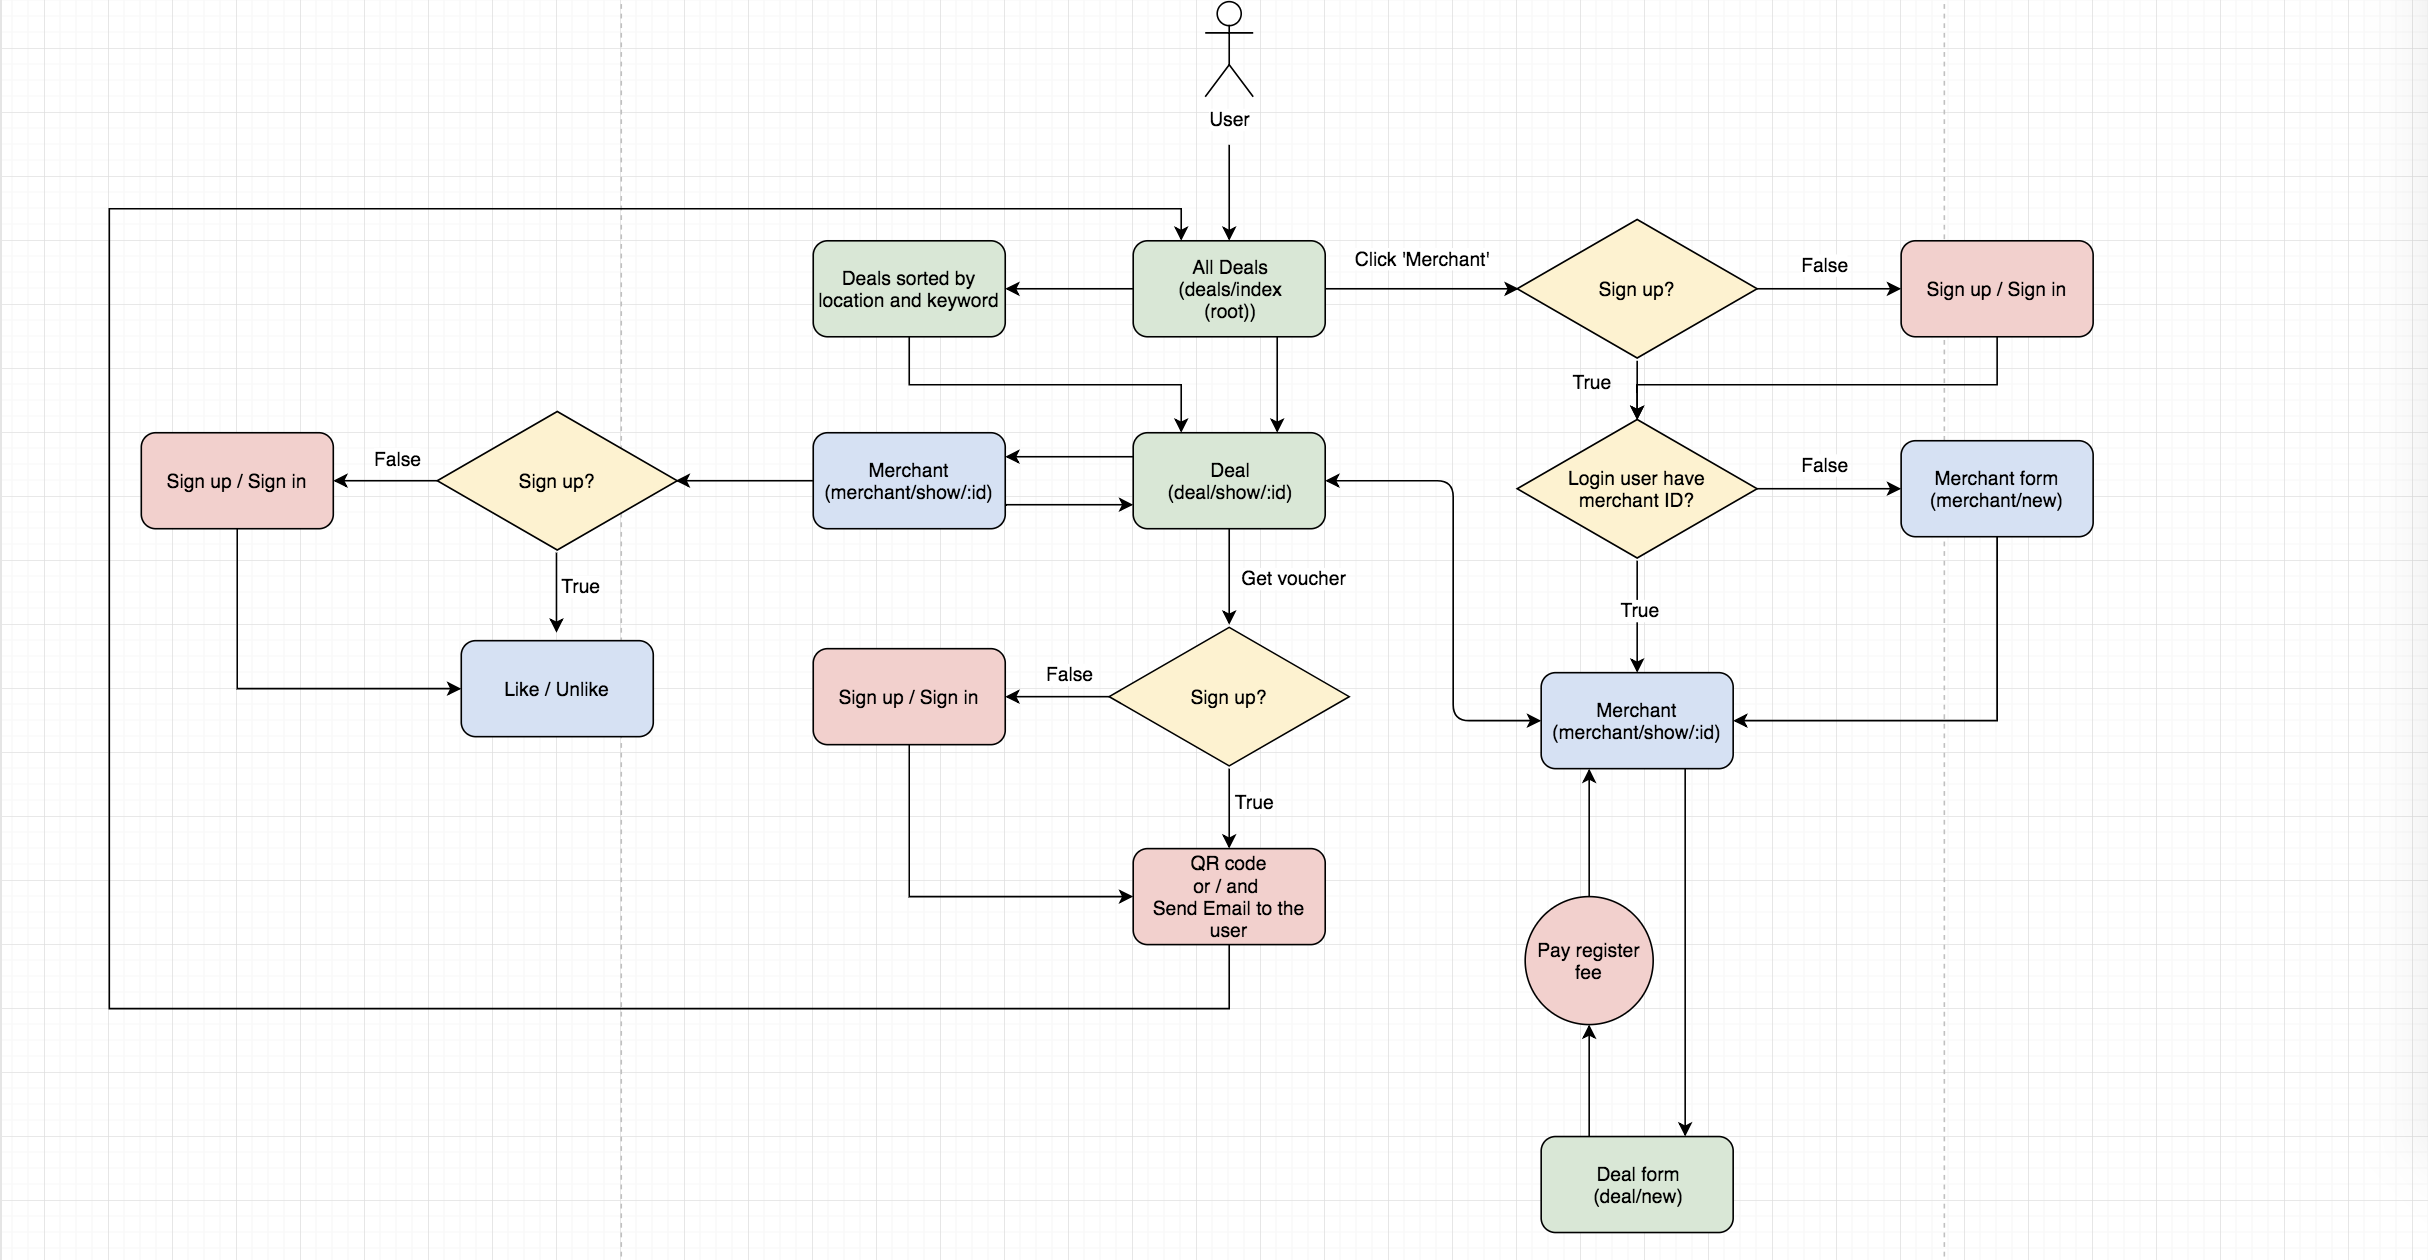 User
Deals sorted by
location and keyword
All Deals
(deals/index
(root))
Click 'Merchant'
Sign up?
False
Sign up / Sign in
True
Sign up / Sign in
False
Sign up?
Merchant
(merchant/show/:id)
Deal
(deal/show/:id)
Login user have
merchant ID?
False
Merchant form
(merchant/new)
True
Get voucher
True
Like / Unlike
Sign up / Sign in
False
Sign up?
Merchant
(merchant/show/:id)
True
QR code
or / and
Send Email to the
user
Pay register
fee
Deal form
(deal/new)